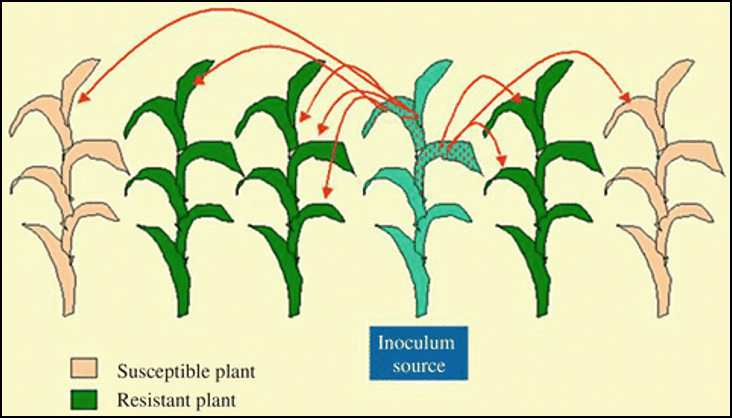 Inoculum
source
Susceptible plant
Resistant plant